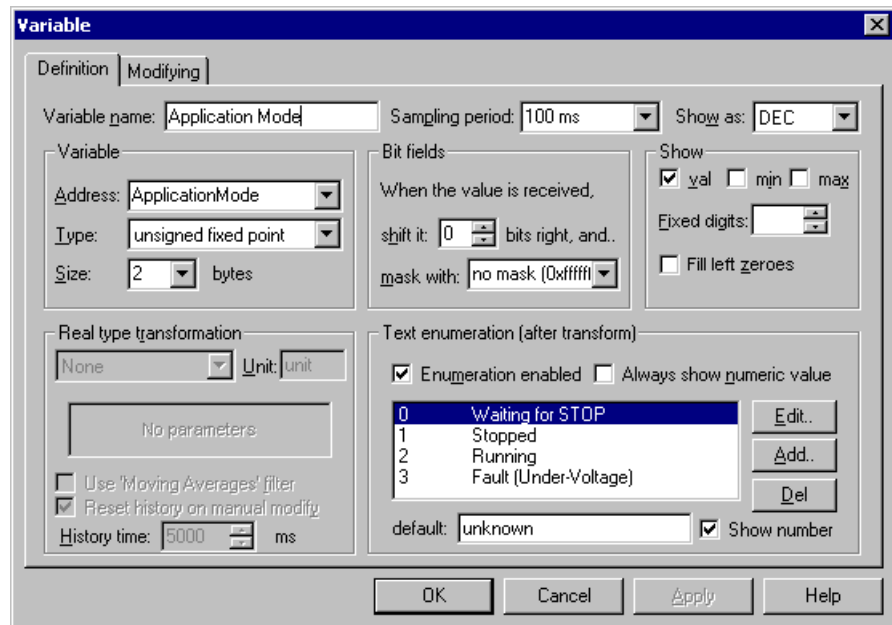 Variable
Definition Modifying
Variable name: Application Mode Sampling period: 100 ms Show as: DEC
Variable
Address: ApplicationMode
Type: unsigned fixed point
Size: 2 bytes
Bit fields
When the value is received,
shift it: 0 bits right, and..
mask with: no mask (0xffffff
Show
val min max
Fixed digits:
Fill left zeroes
Real type transformation
None Unit: unit
No parameters
Use 'Moving Averages' filter
Reset history on manual modify
History time: 5000 ms
Text enumeration (after transform)
Enumeration enabled Always show numeric value
0 Waiting for STOP
1 Stopped
2 Running
3 Fault (Under-Voltage)
Edit..
Add..
Del
default: unknown Show number
OK Cancel Apply Help